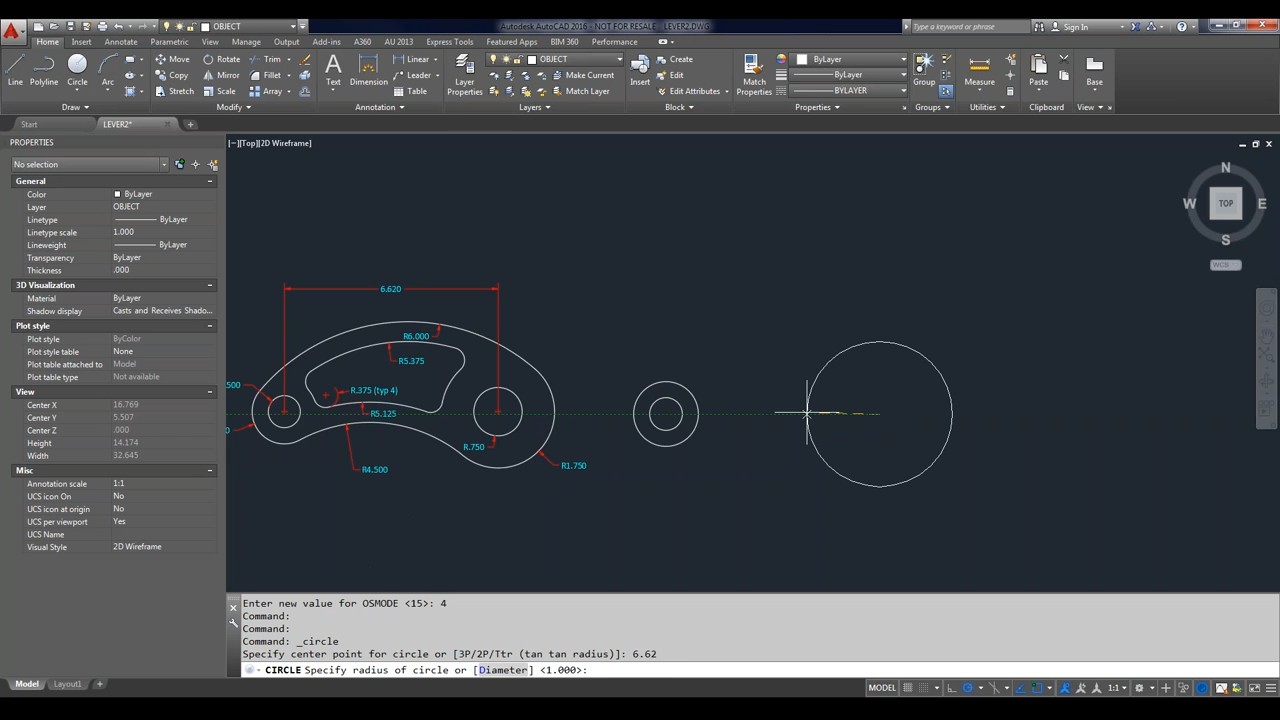 Autodesk AutoCAD 2016 - NOT FOR RESALE LEVER2.DWG
OBJECT
Type a keyword or phrase
Sign In
Home Insert Annotate Parametric View Manage Output Add-ins A360 AU 2013 Express Tools Featured Apps BIM 360 Performance
Line Polyline Circle Arc
Move Rotate Trim
Copy Mirror Fillet
Stretch Scale Array
Text Dimension
Linear
Leader
Table
Layer Properties
OBJECT
Make Current
Match Layer
Insert
Create
Edit
Edit Attributes
Match Properties
ByLayer
ByLayer
BYLAYER
Group
Measure
Paste
Base
Draw Modify Annotation Layers Block Properties Groups Utilities Clipboard View
Start LEVER2*
PROPERTIES
[−][Top][2D Wireframe]
No selection
General
Color ByLayer
Layer OBJECT
Linetype ByLayer
Linetype scale 1.000
Lineweight ByLayer
Transparency ByLayer
Thickness .000
3D Visualization
Material ByLayer
Shadow display Casts and Receives Shado...
Plot style
Plot style ByColor
Plot style table None
Plot table attached to Model
Plot table type Not available
View
Center X 16.769
Center Y 5.507
Center Z .000
Height 14.174
Width 32.645
Misc
Annotation scale 1:1
UCS icon On No
UCS icon at origin No
UCS per viewport Yes
UCS Name
Visual Style 2D Wireframe
N
W TOP E
S
WCS
6.620
R6.000
R5.375
500
R.375 (typ 4)
R5.125
0
R.750
R4.500
R1.750
Enter new value for OSMODE <15>: 4
Command:
Command:
Command: _circle
Specify center point for circle or [3P/2P/Ttr (tan tan radius)]: 6.62
CIRCLE Specify radius of circle or [Diameter] <1.000>:
Model Layout1 +
MODEL 1:1